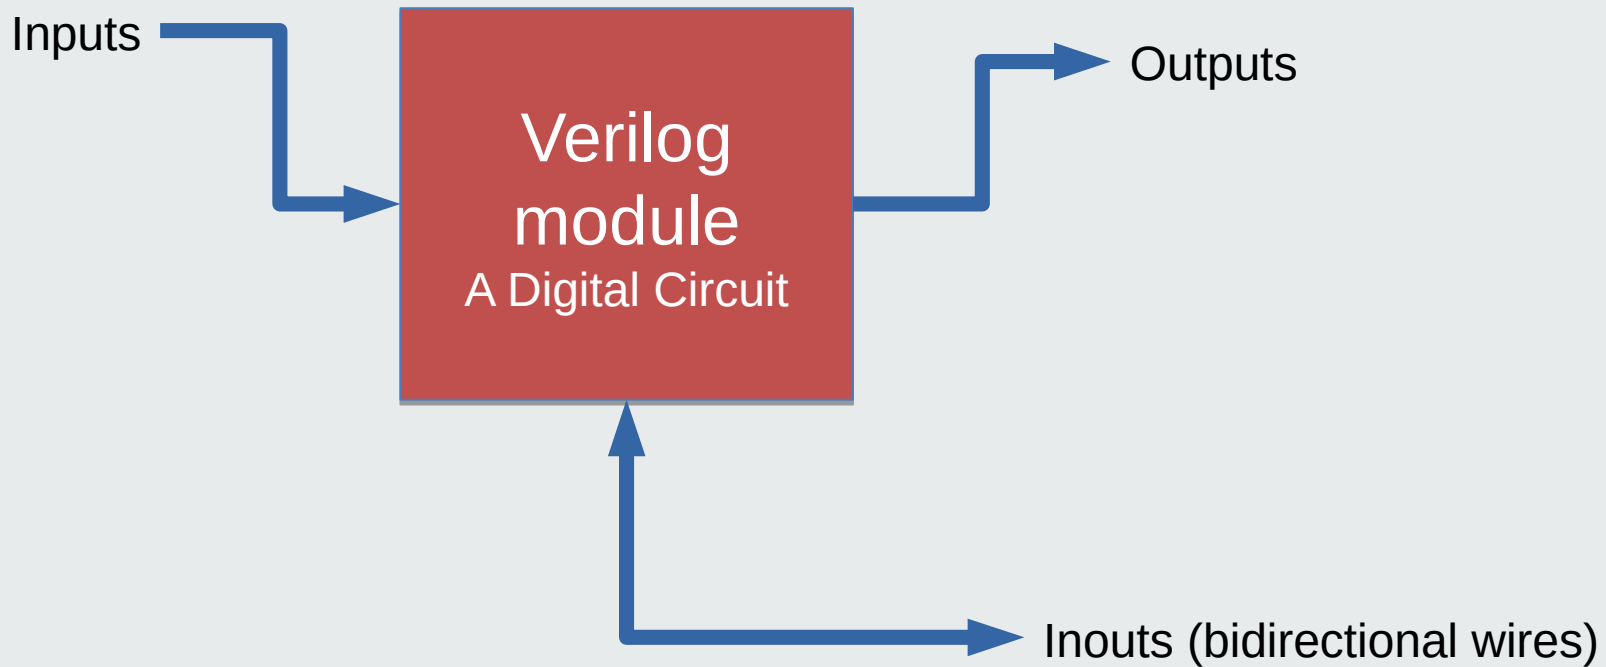 Inputs
Outputs
Verilog
module
A Digital Circuit
Inouts (bidirectional wires)